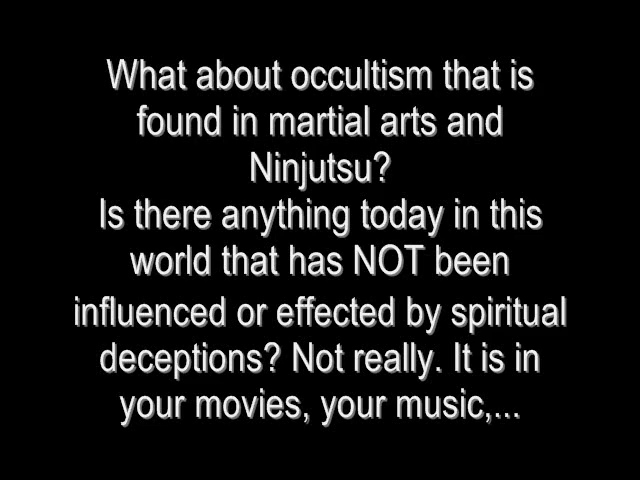 What about occultism that is
found in martial arts and
Ninjutsu?
Is there anything today in this
world that has NOT been
influenced or effected by spiritual
deceptions? Not really. It is in
your movies, your music,...